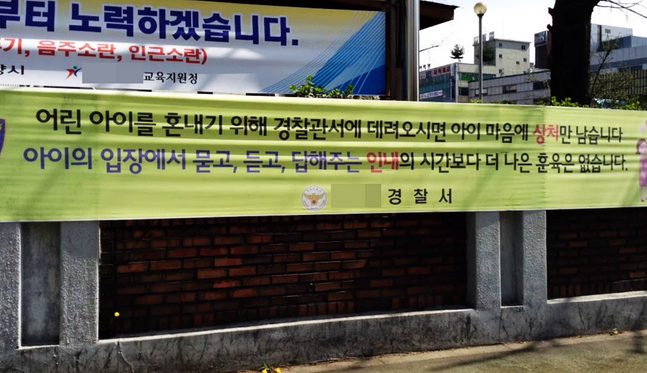 부터 노력하겠습니다.
기, 음주소란, 인근소란)
시 교육지원청
어린 아이를 혼내기 위해 경찰관서에 데려오시면 아이 마음에 상처만 남습니다
아이의 입장에서 묻고, 듣고, 답해주는 인내의 시간보다 더 나은 훈육은 없습니다.
경찰서